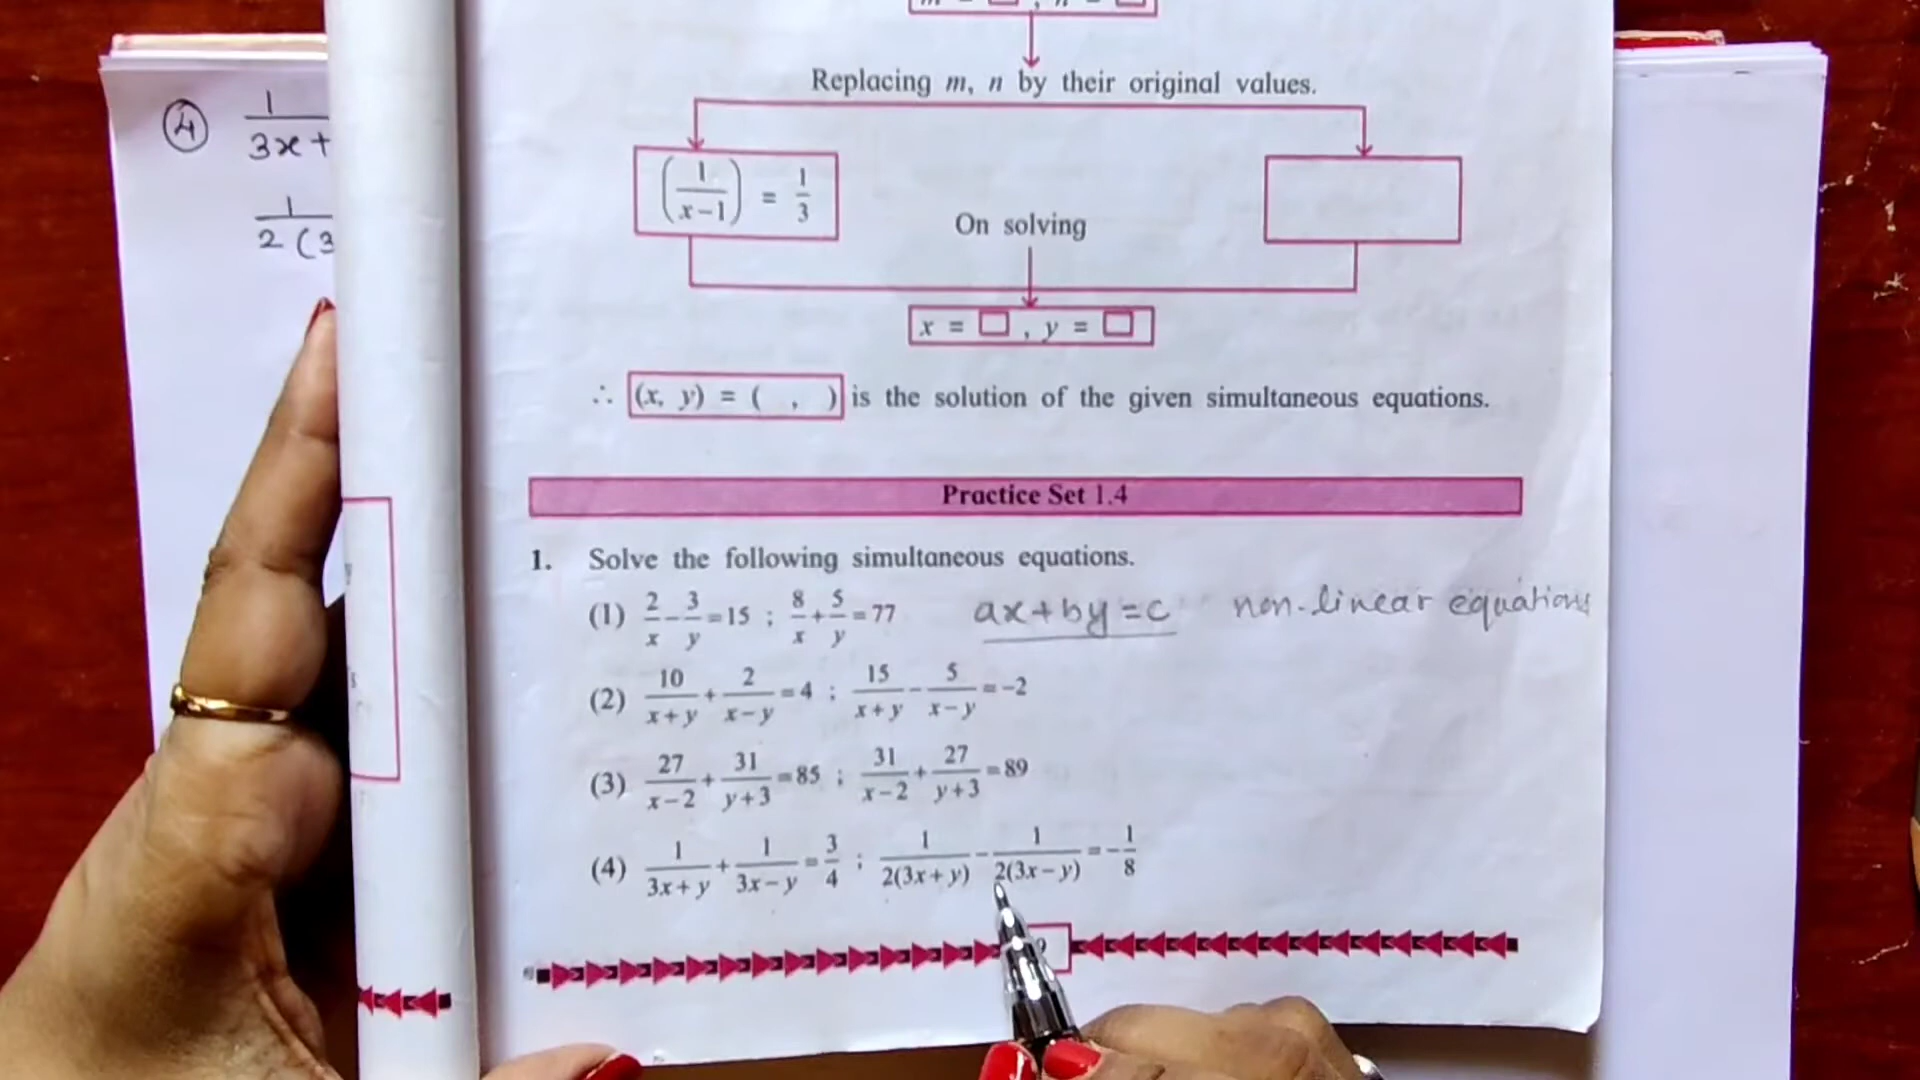 Replacing m, n by their original values.
④ 1/3x+
1/2(3
(1/x-1) = 1/3
On solving
x = □ , y = □
∴ (x, y) = ( , ) is the solution of the given simultaneous equations.
Practice Set 1.4
1. Solve the following simultaneous equations.
(1) 2/x - 3/y = 15 ; 8/x + 5/y = 77 ax+by=c non-linear equations
(2) 10/x+y + 2/x-y = 4 ; 15/x+y - 5/x-y = -2
(3) 27/x-2 + 31/y+3 = 85 ; 31/x-2 + 27/y+3 = 89
(4) 1/3x+y + 1/3x-y = 3/4 ; 1/2(3x+y) - 1/2(3x-y) = -1/8